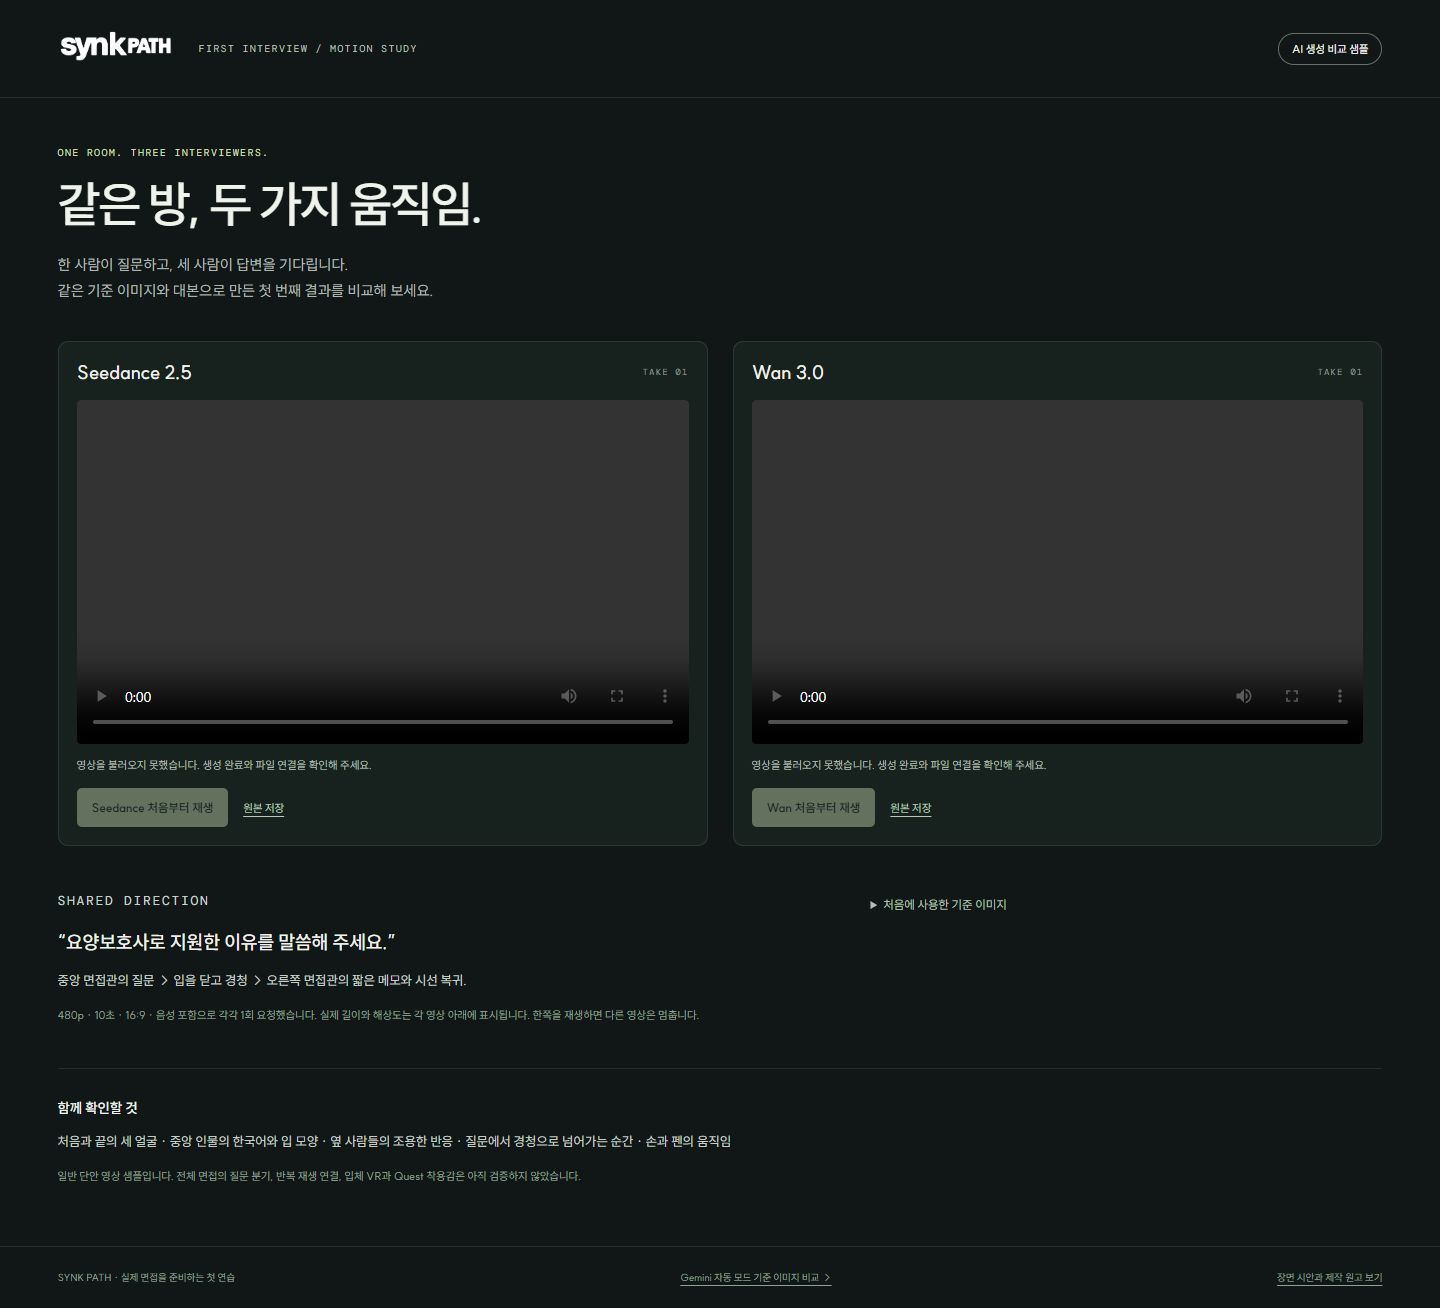 synk PATH
FIRST INTERVIEW / MOTION STUDY
AI 생성 비교 샘플
ONE ROOM. THREE INTERVIEWERS.
같은 방, 두 가지 움직임.
한 사람이 질문하고, 세 사람이 답변을 기다립니다.
같은 기준 이미지와 대본으로 만든 첫 번째 결과를 비교해 보세요.
Seedance 2.5
TAKE 01
0:00
영상을 불러오지 못했습니다. 생성 완료와 파일 연결을 확인해 주세요.
Seedance 처음부터 재생
원본 저장
Wan 3.0
TAKE 01
0:00
영상을 불러오지 못했습니다. 생성 완료와 파일 연결을 확인해 주세요.
Wan 처음부터 재생
원본 저장
SHARED DIRECTION
“요양보호사로 지원한 이유를 말씀해 주세요.”
중앙 면접관의 질문 > 입을 닫고 경청 > 오른쪽 면접관의 짧은 메모와 시선 복귀.
480p · 10초 · 16:9 · 음성 포함으로 각각 1회 요청했습니다. 실제 길이와 해상도는 각 영상 아래에 표시됩니다. 한쪽을 재생하면 다른 영상은 멈춥니다.
▶ 처음에 사용한 기준 이미지
함께 확인할 것
처음과 끝의 세 얼굴 · 중앙 인물의 한국어와 입 모양 · 옆 사람들의 조용한 반응 · 질문에서 경청으로 넘어가는 순간 · 손과 펜의 움직임
일반 단안 영상 샘플입니다. 전체 면접의 질문 분기, 반복 재생 연결, 입체 VR과 Quest 착용감은 아직 검증하지 않았습니다.
SYNK PATH · 실제 면접을 준비하는 첫 연습
Gemini 자동 모드 기준 이미지 비교 >
장면 시안과 제작 원고 보기